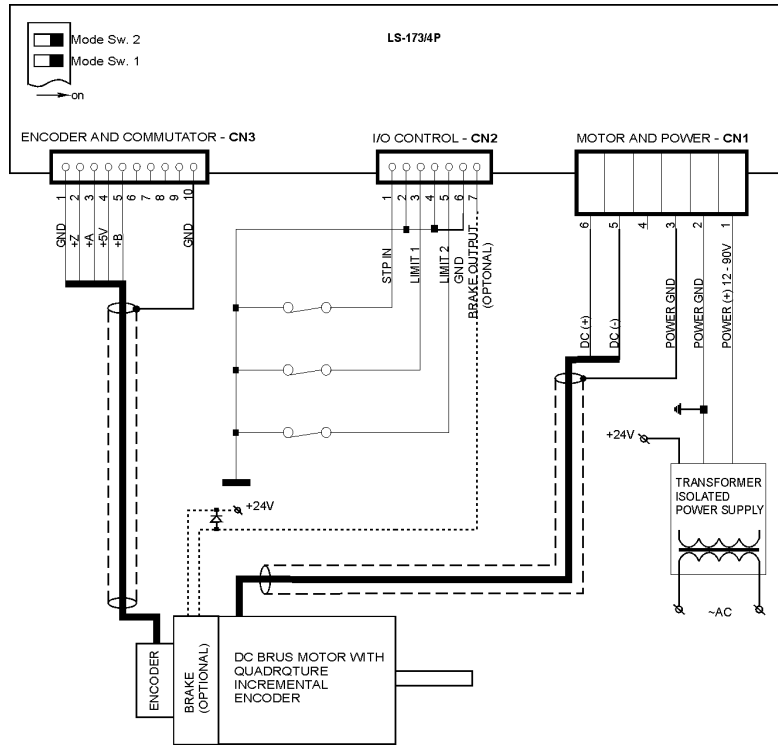 LS-173/4P
Mode Sw. 2
Mode Sw. 1
on
ENCODER AND COMMUTATOR - CN3
I/O CONTROL - CN2
MOTOR AND POWER - CN1
1 2 3 4 5 6 7 8 9 10
1 2 3 4 5 6 7
6 5 4 3 2 1
GND
+Z
+A
+5V
+B
GND
STP IN
LIMIT 1
LIMIT 2
GND
BRAKE OUTPUT
(OPTIONAL)
DC (+)
DC (-)
POWER GND
POWER GND
POWER (+) 12 - 90V
+24V
TRANSFORMER
ISOLATED
POWER SUPPLY
~AC
+24V
ENCODER
BRAKE
(OPTIONAL)
DC BRUS MOTOR WITH
QUADRQTURE
INCREMENTAL
ENCODER